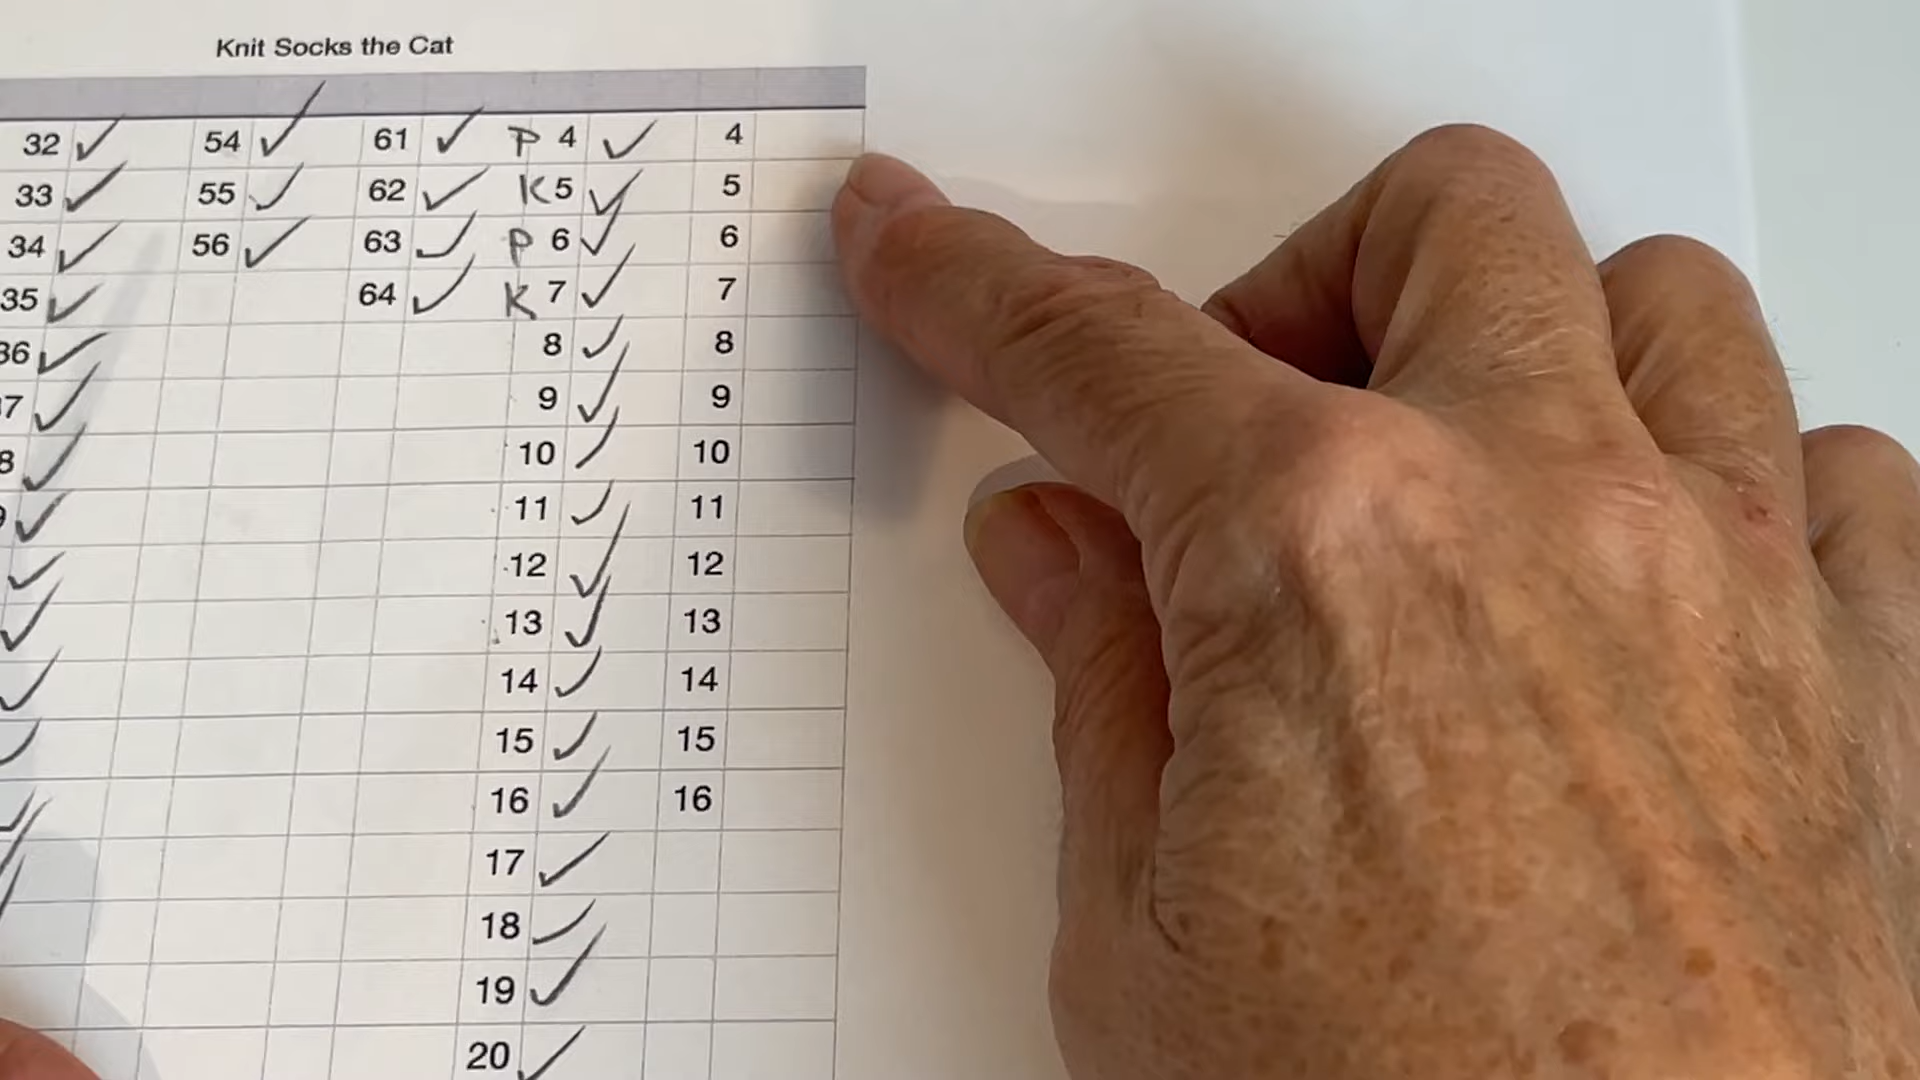 Knit Socks the Cat
32 ✓ 54 ✓ 61 ✓ P 4 ✓ 4
33 ✓ 55 ✓ 62 ✓ K 5 ✓ 5
34 ✓ 56 ✓ 63 ✓ P 6 ✓ 6
35 ✓ 64 ✓ K 7 ✓ 7
36 ✓ 8 ✓ 8
✓ 9 ✓ 9
✓ 10 ✓ 10
✓ 11 ✓ 11
✓ 12 ✓ 12
✓ 13 ✓ 13
✓ 14 ✓ 14
✓ 15 ✓ 15
✓ 16 ✓ 16
17 ✓
18 ✓
19 ✓
20 ✓